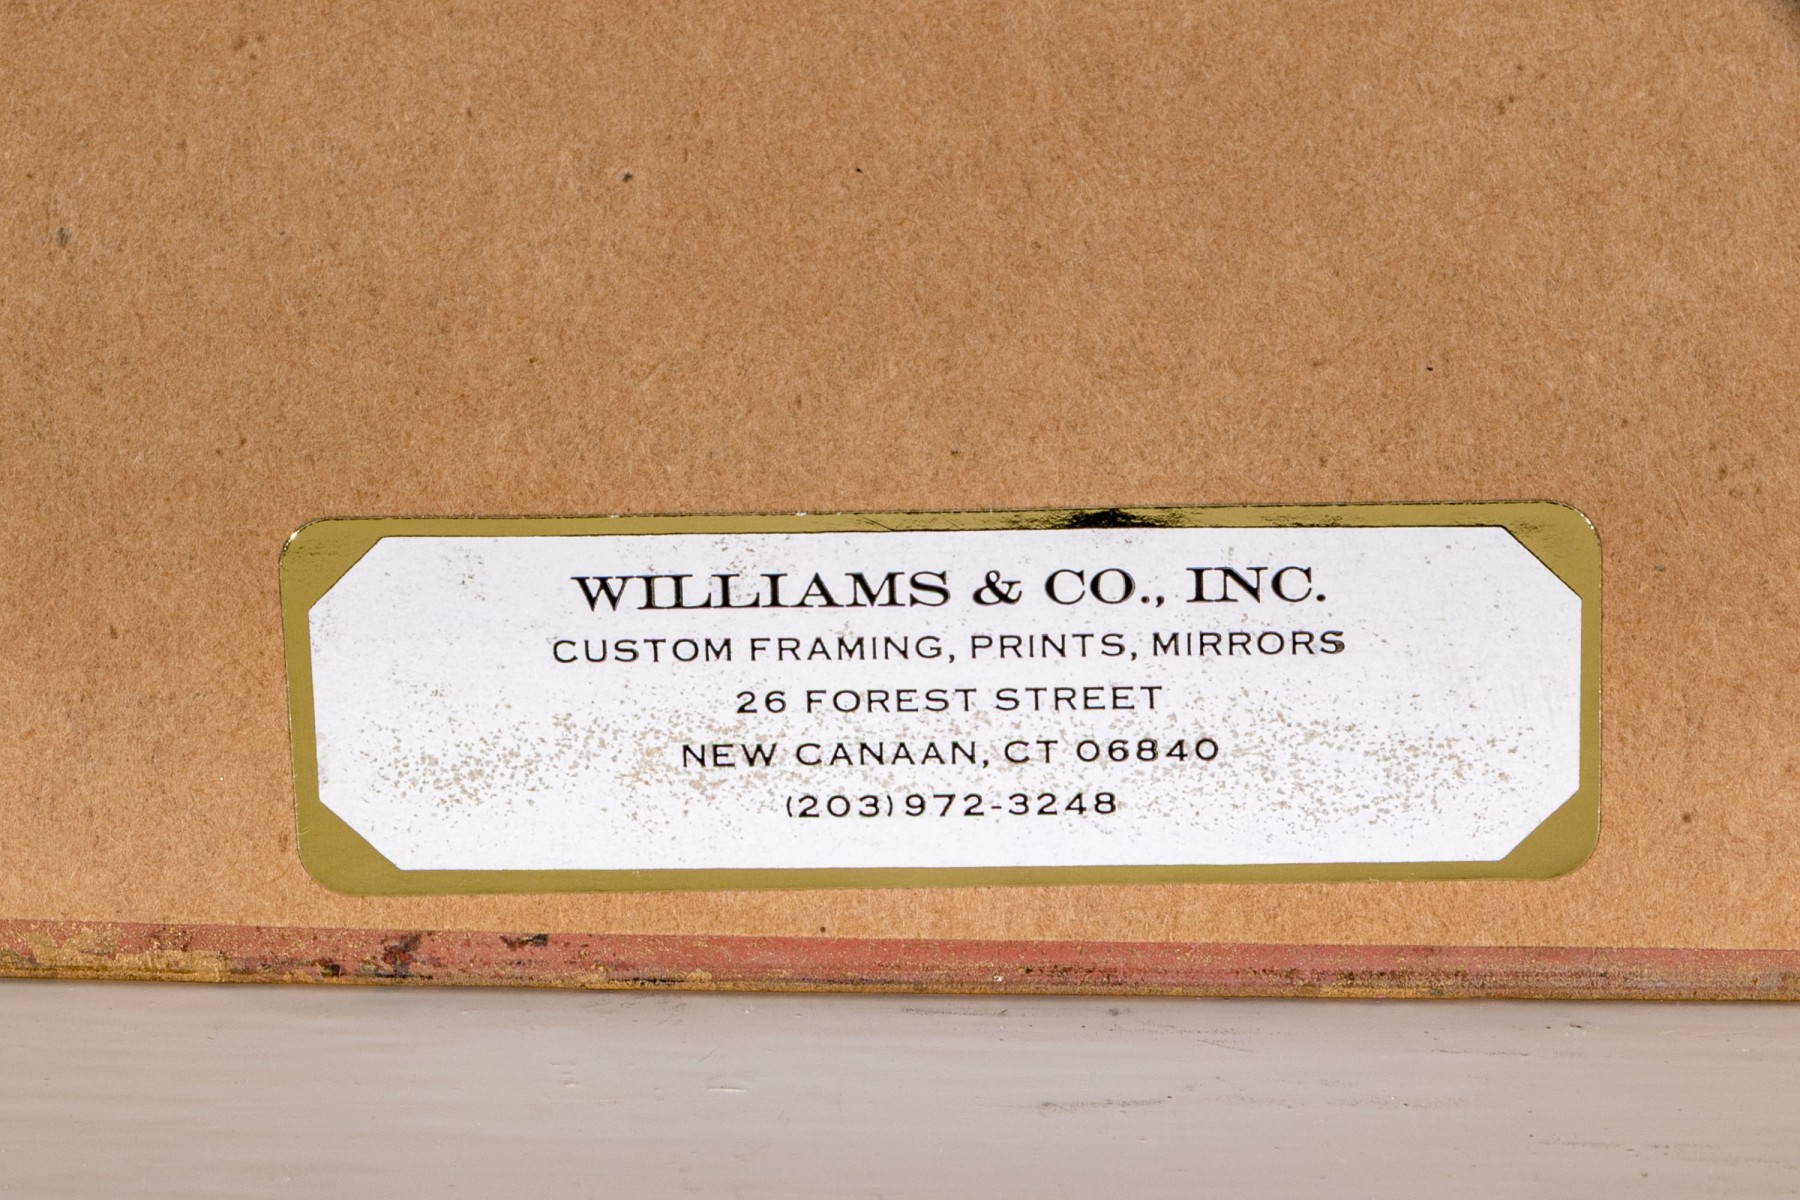 WILLIAMS & CO., INC.
CUSTOM FRAMING, PRINTS, MIRRORS
26 FOREST STREET
NEW CANAAN, CT 06840
(203) 972-3248